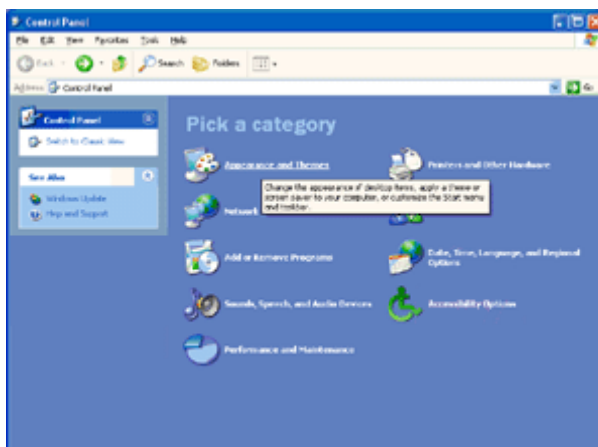 Control Panel
File Edit View Favorites Tools Help
Back Search Folders
Address Control Panel Go
Control Panel
Switch to Classic View
See Also
Windows Update
Help and Support
Pick a category
Appearance and Themes
Printers and Other Hardware
Change the appearance of desktop items, apply a theme or
screen saver to your computer, or customize the Start menu
and taskbar.
Network
Add or Remove Programs
Date, Time, Language, and Regional
Options
Sounds, Speech, and Audio Devices
Accessibility Options
Performance and Maintenance